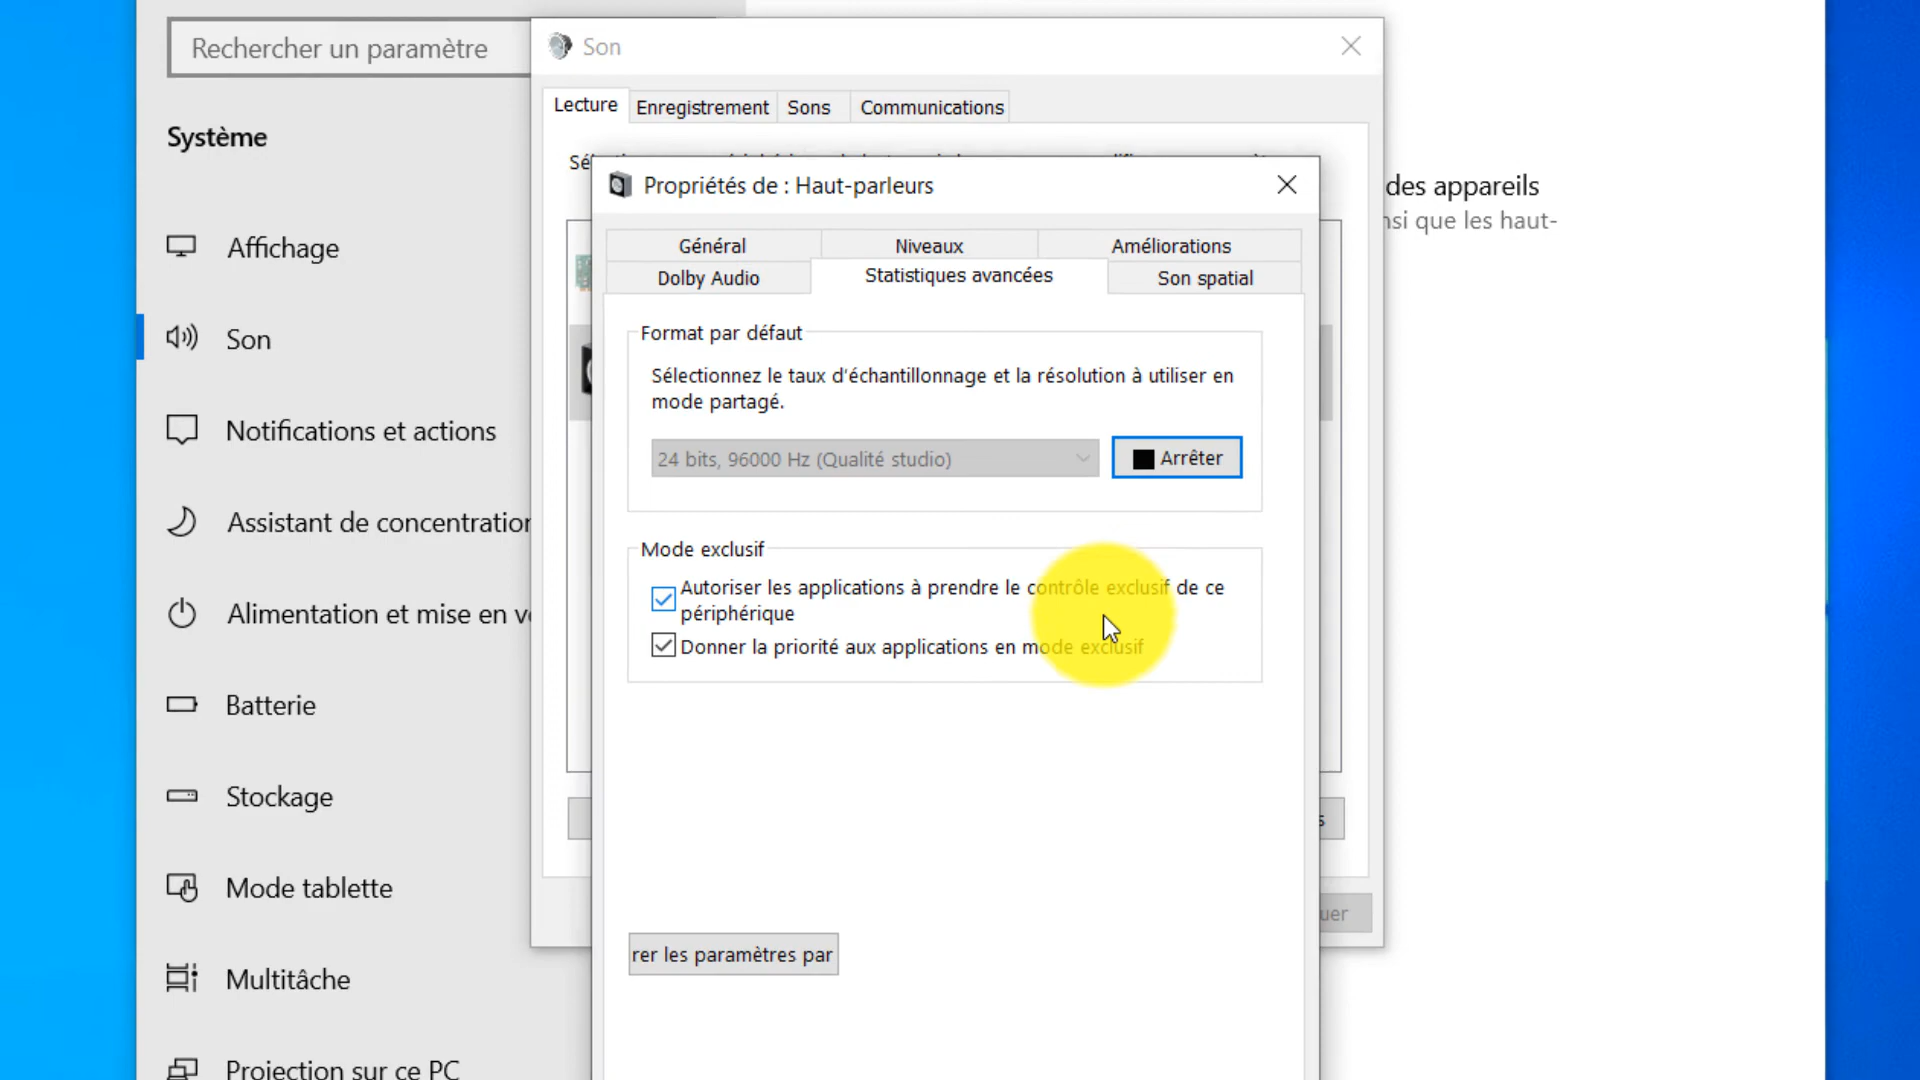 Rechercher un paramètre
Système
Affichage
Son
Notifications et actions
Assistant de concentration
Alimentation et mise en
Batterie
Stockage
Mode tablette
Multitâche
Projection sur ce PC
Son
Lecture
Enregistrement
Sons
Communications
Propriétés de : Haut-parleurs
Général
Niveaux
Améliorations
Dolby Audio
Statistiques avancées
Son spatial
Format par défaut
Sélectionnez le taux d'échantillonnage et la résolution à utiliser en
mode partagé.
24 bits, 96000 Hz (Qualité studio)
Arrêter
Mode exclusif
Autoriser les applications à prendre le contrôle exclusif de ce
périphérique
Donner la priorité aux applications en mode exclusif
rer les paramètres par
des appareils
nsi que les haut-
uer